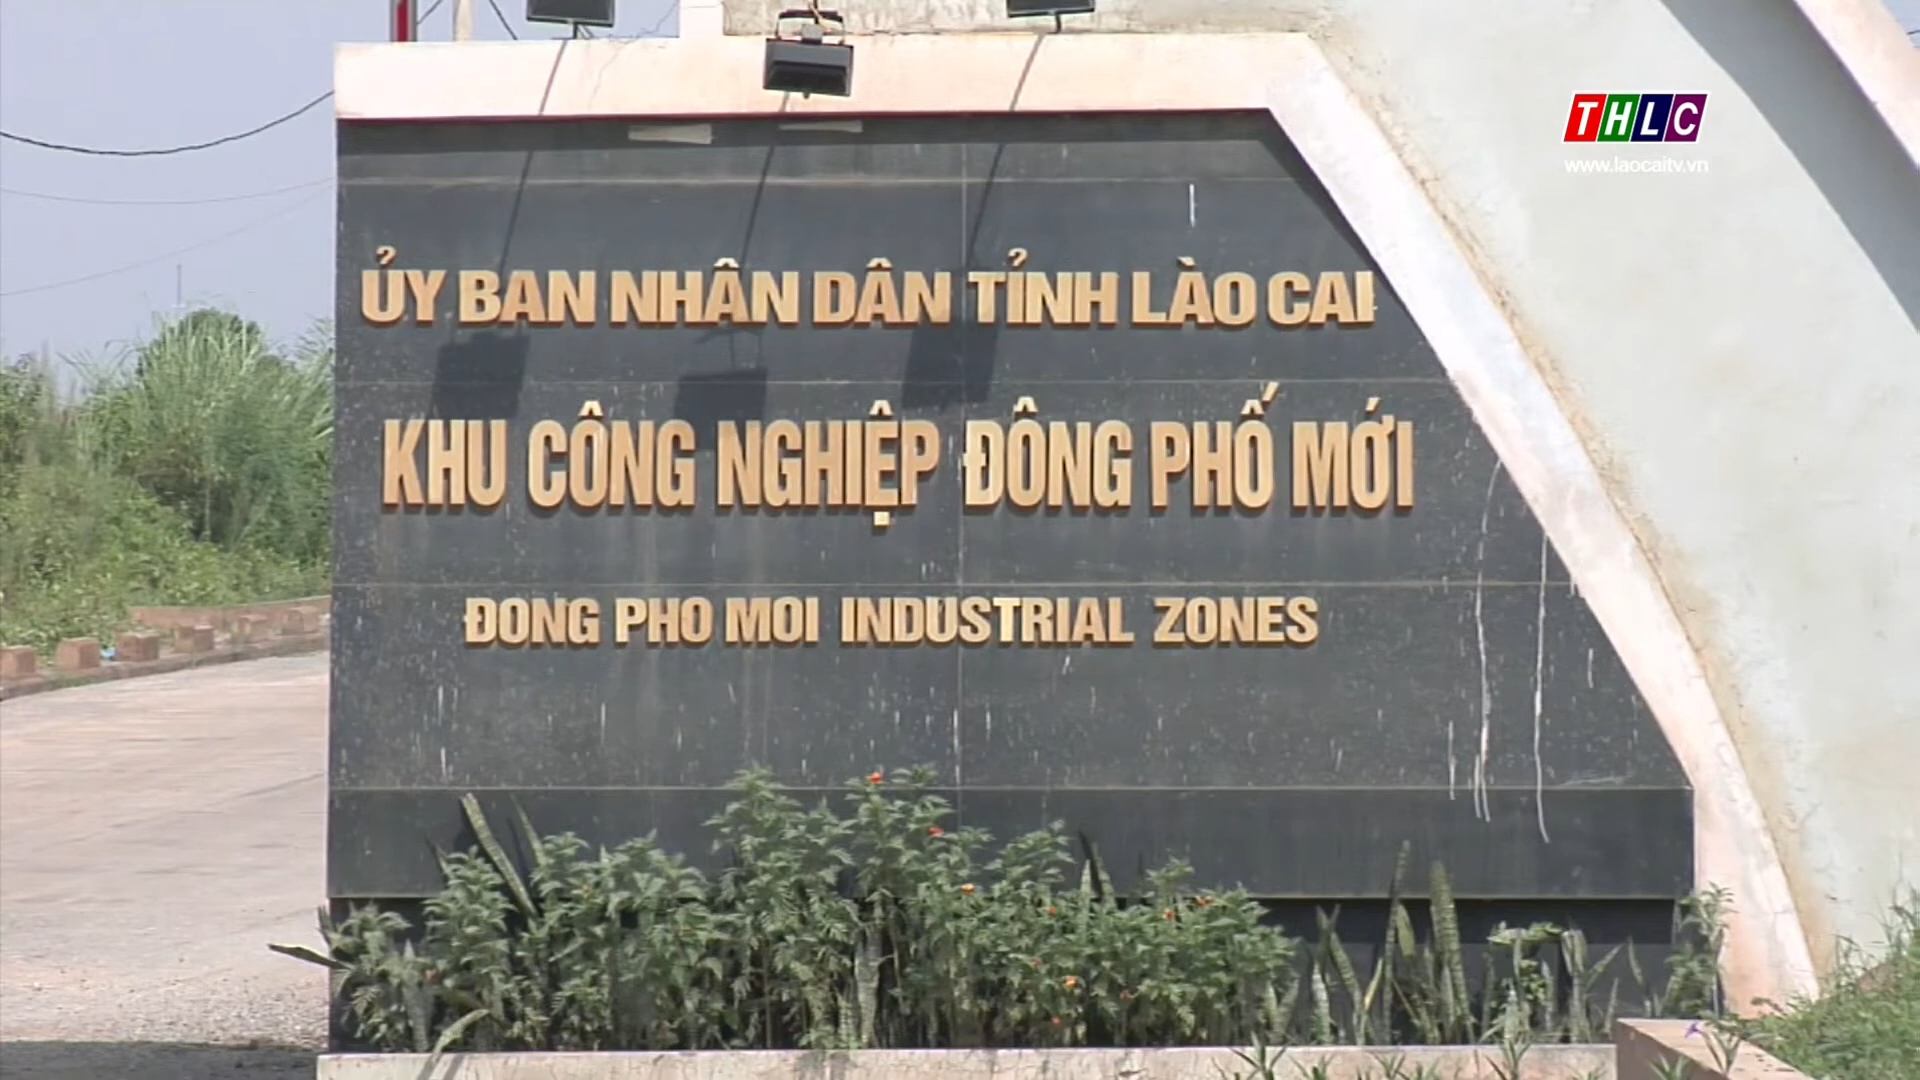 THLC
www.laocaitv.vn
ỦY BAN NHÂN DÂN TỈNH LÀO CAI
KHU CÔNG NGHIỆP ĐÔNG PHỐ MỚI
ĐONG PHO MOI INDUSTRIAL ZONES